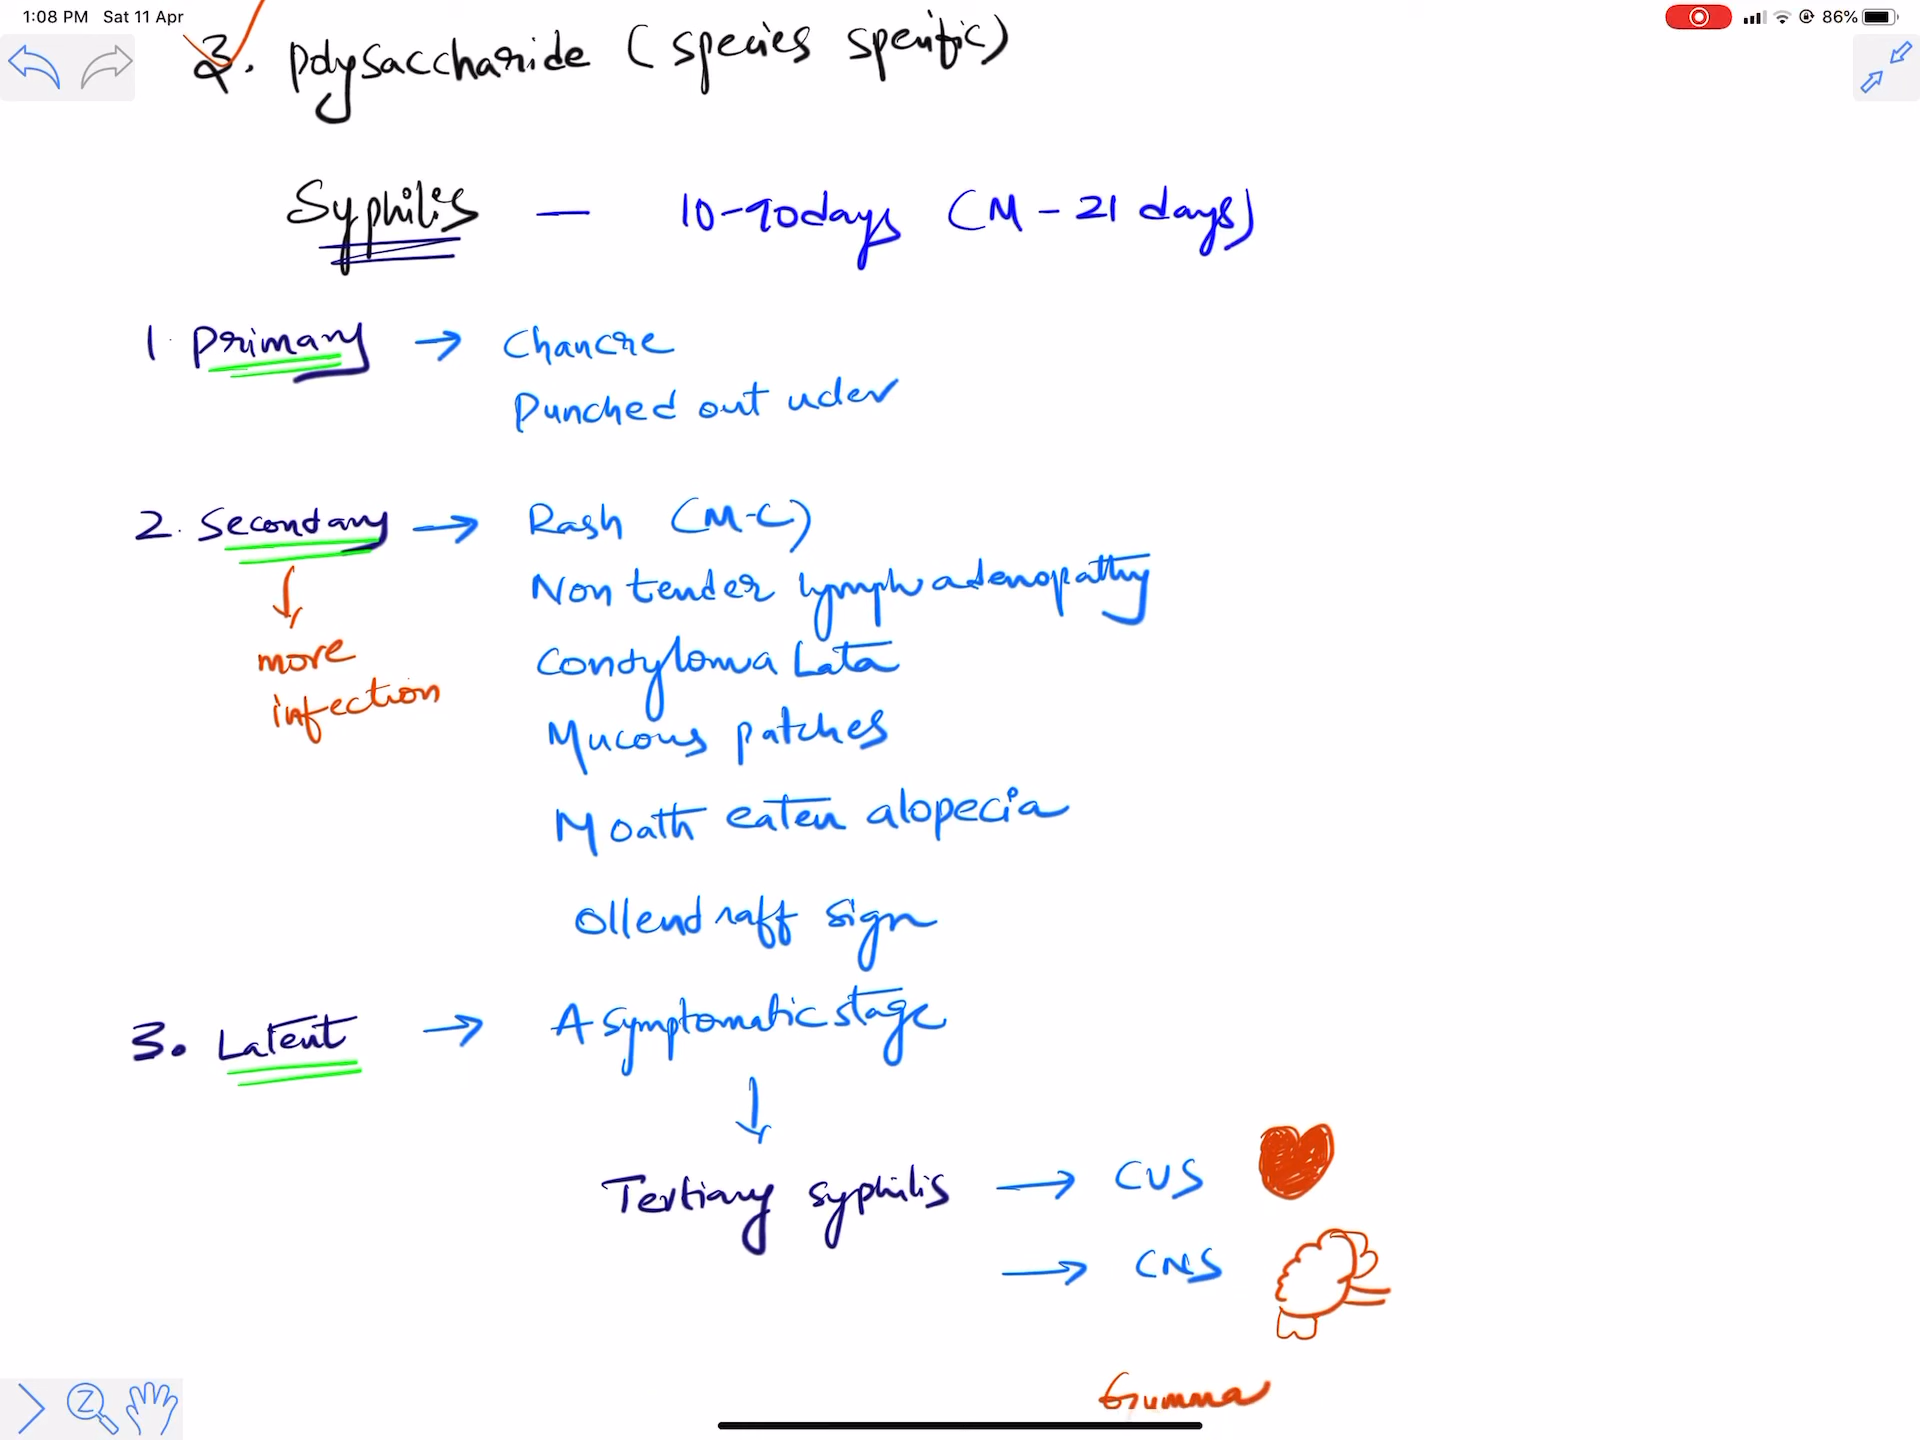 1:08 PM Sat 11 Apr
86%
3. polysaccharide (species specific)
Syphilis — 10-90days (M-21 days)
1. Primary → Chancre
Punched out ulcer
2. Secondary → Rash (M-C)
Non tender lymphadenopathy
↓
more
infection
Condyloma Lata
Mucous patches
Moath eaten alopecia
Ollendraff sign
3. Latent → Asymptomatic stage
↓
Tertiary syphilis → CVS
→ CNS
Gumma